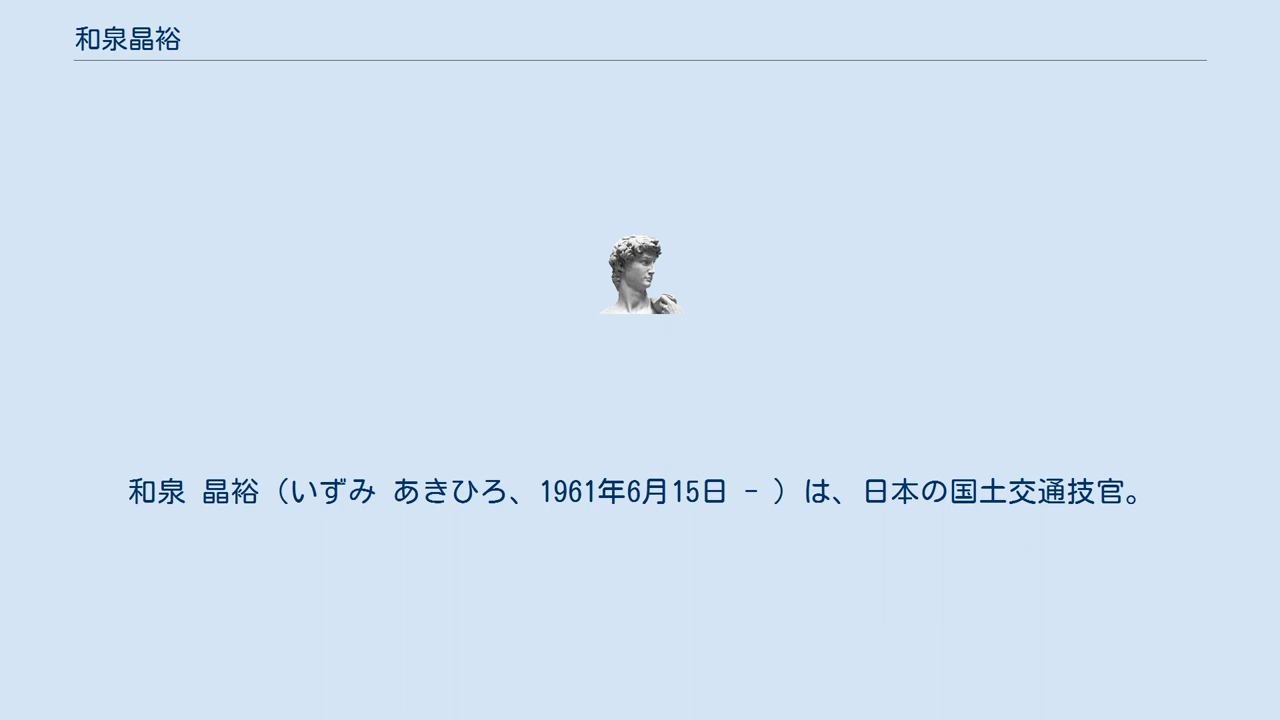 和泉晶裕
和泉 晶裕（いずみ あきひろ、1961年6月15日 - ）は、日本の国土交通技官。